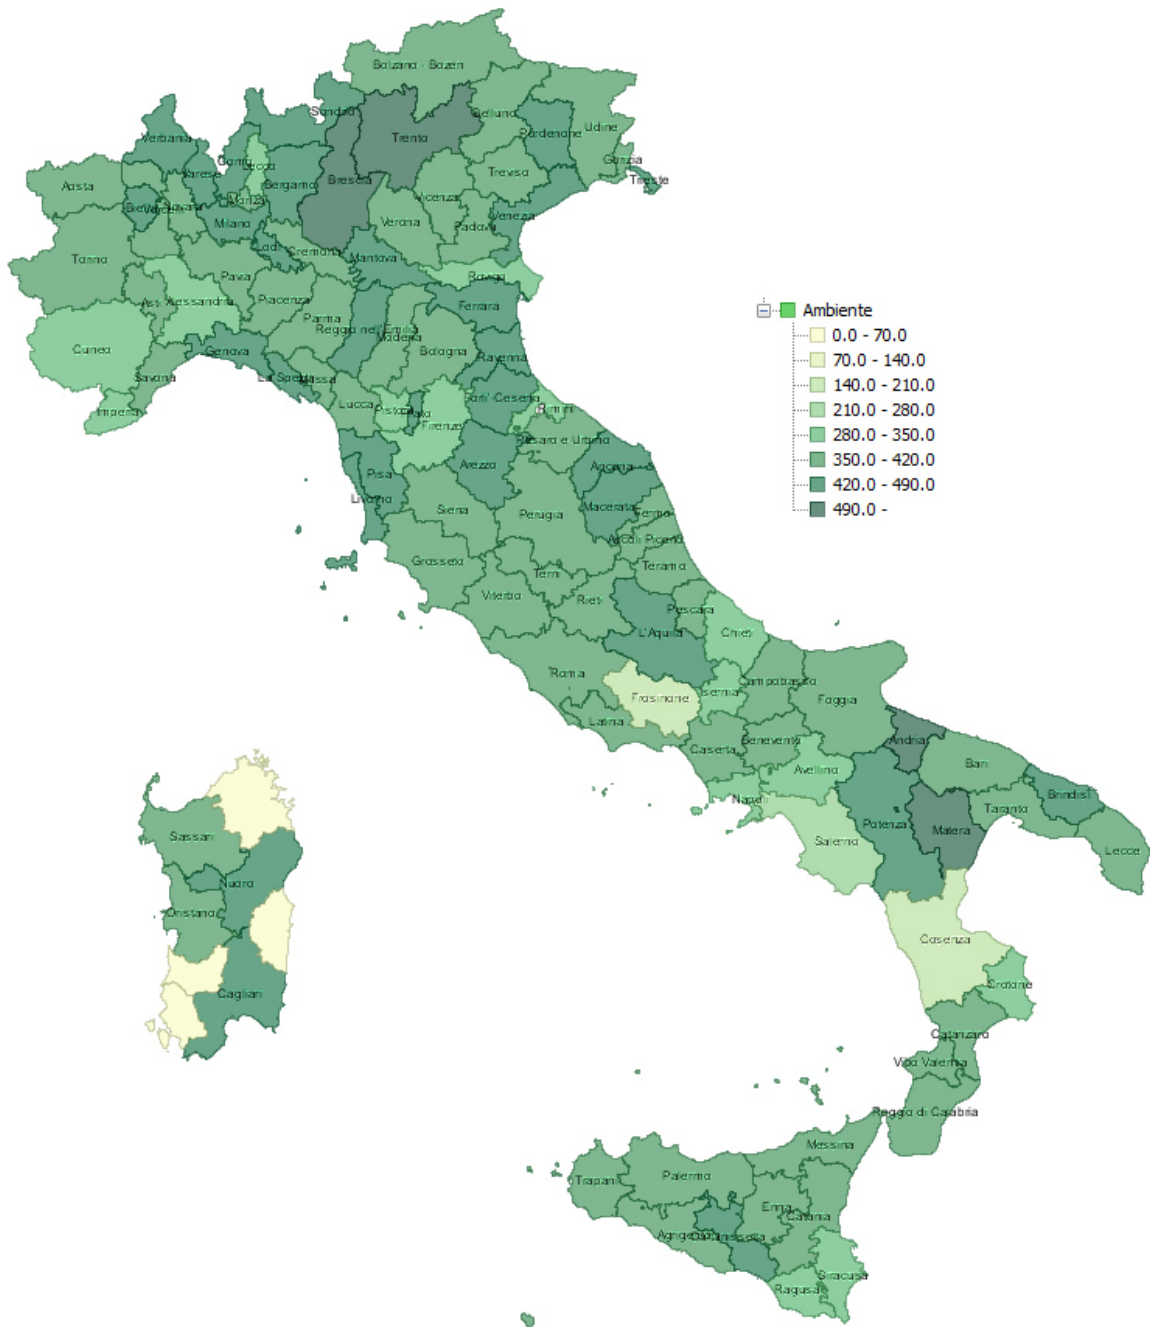 Bolzano - Bozen
Sondrio
Belluno
Trento
Pordenone
Udine
Verbania
Gorizia
Como
Lecco
Varese
Treviso
Trieste
Bergamo
Brescia
Aosta
Biella
Vercelli
Novara
Monza
Vicenza
Milano
Verona
Padova
Venezia
Lodi
Cremona
Mantova
Torino
Pavia
Rovigo
Asti
Alessandria
Piacenza
Ferrara
Parma
Reggio nell'Emilia
Modena
Ambiente
0.0 - 70.0
70.0 - 140.0
140.0 - 210.0
210.0 - 280.0
280.0 - 350.0
350.0 - 420.0
420.0 - 490.0
490.0 -
Cuneo
Genova
Bologna
Ravenna
Savona
La Spezia
Massa
Forli'-Cesena
Imperia
Lucca
Pistoia
Prato
Firenze
Rimini
Pesaro e Urbino
Arezzo
Ancona
Pisa
Livorno
Macerata
Siena
Perugia
Fermo
Ascoli Piceno
Grosseto
Terni
Teramo
Viterbo
Rieti
Pescara
L'Aquila
Chieti
Roma
Frosinone
Isernia
Campobasso
Foggia
Latina
Caserta
Benevento
Andria
Bari
Avellino
Napoli
Brindisi
Taranto
Potenza
Matera
Salerno
Lecce
Sassari
Nuoro
Oristano
Cosenza
Cagliari
Crotone
Catanzaro
Vibo Valentia
Reggio di Calabria
Messina
Trapani
Palermo
Enna
Catania
Agrigento
Caltanissetta
Siracusa
Ragusa